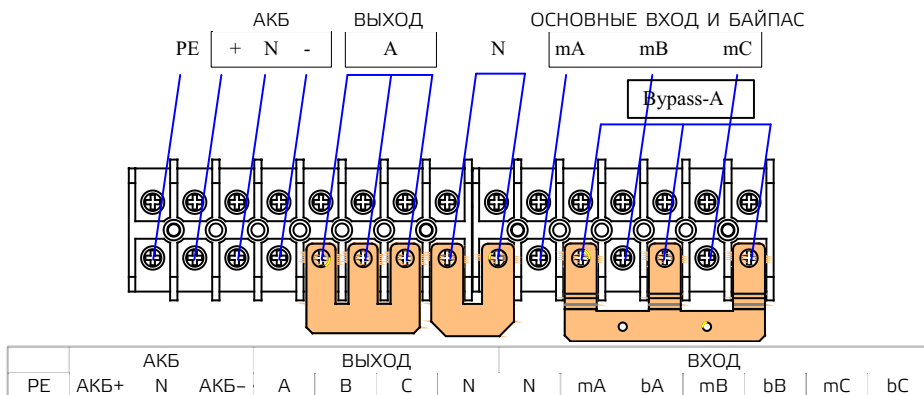 АКБ ВЫХОД ОСНОВНЫЕ ВХОД И БАЙПАС
PE + N - A N mA mB mC
Bypass-A
АКБ ВЫХОД ВХОД
PE АКБ+ N АКБ– A B C N N mA bA mB bB mC bC